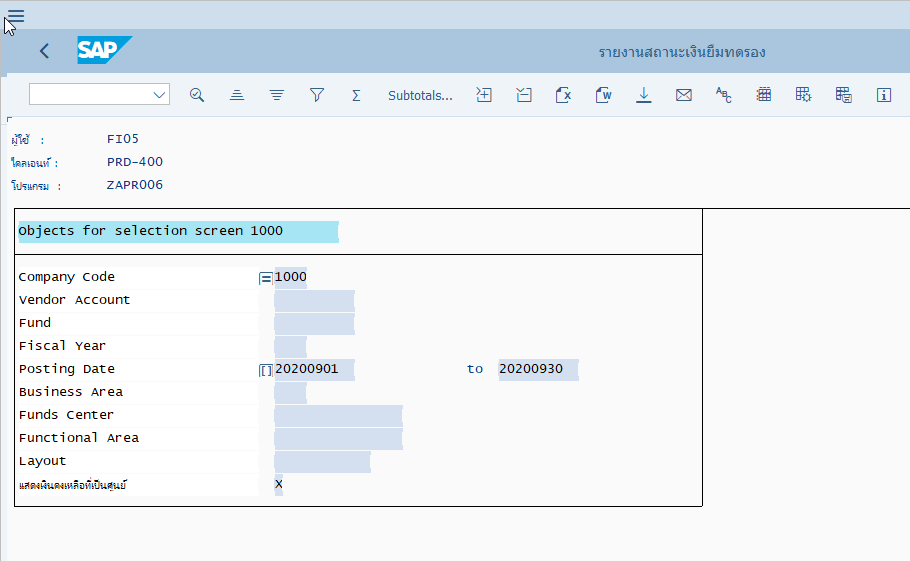 SAP
รายงานสถานะเงินยืมทดรอง
Subtotals...
ผู้ใช้ :
FI05
ไคลเอนท์ :
PRD-400
โปรแกรม :
ZAPR006
Objects for selection screen 1000
Company Code
1000
Vendor Account
Fund
Fiscal Year
Posting Date
20200901 to 20200930
Business Area
Funds Center
Functional Area
Layout
แสดงเงินคงเหลือที่เป็นศูนย์
X